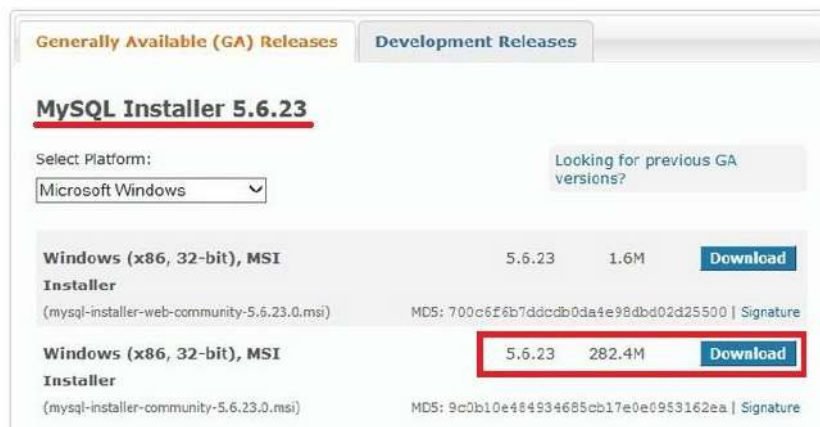 Generally Available (GA) Releases
Development Releases
MySQL Installer 5.6.23
Select Platform:
Looking for previous GA
versions?
Microsoft Windows
Windows (x86, 32-bit), MSI
Installer
5.6.23
1.6M
Download
(mysql-installer-web-community-5.6.23.0.msi)
MD5: 700c6f6b7ddcdb0da4e98dbd02d25500 | Signature
Windows (x86, 32-bit), MSI
Installer
5.6.23
282.4M
Download
(mysql-installer-community-5.6.23.0.msi)
MD5: 9c0b10e484934685cb17e0e0953162ea | Signature